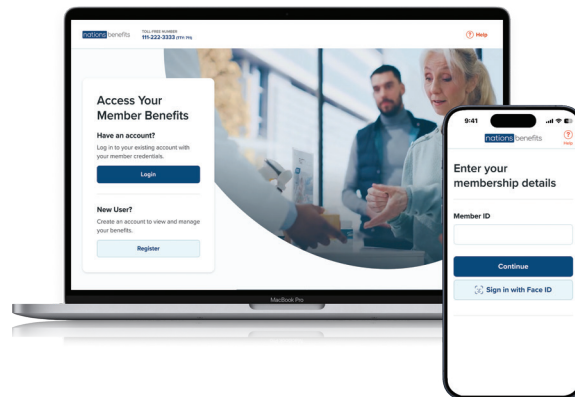 nations benefits
TOLL-FREE NUMBER
111-222-3333 (TTY: 711)
? Help
Access Your
Member Benefits
Have an account?
Log in to your existing account with
your member credentials.
Login
New User?
Create an account to view and manage
your benefits.
Register
MacBook Pro
9:41
nations benefits
?
Help
Enter your
membership details
Member ID
Continue
Sign in with Face ID